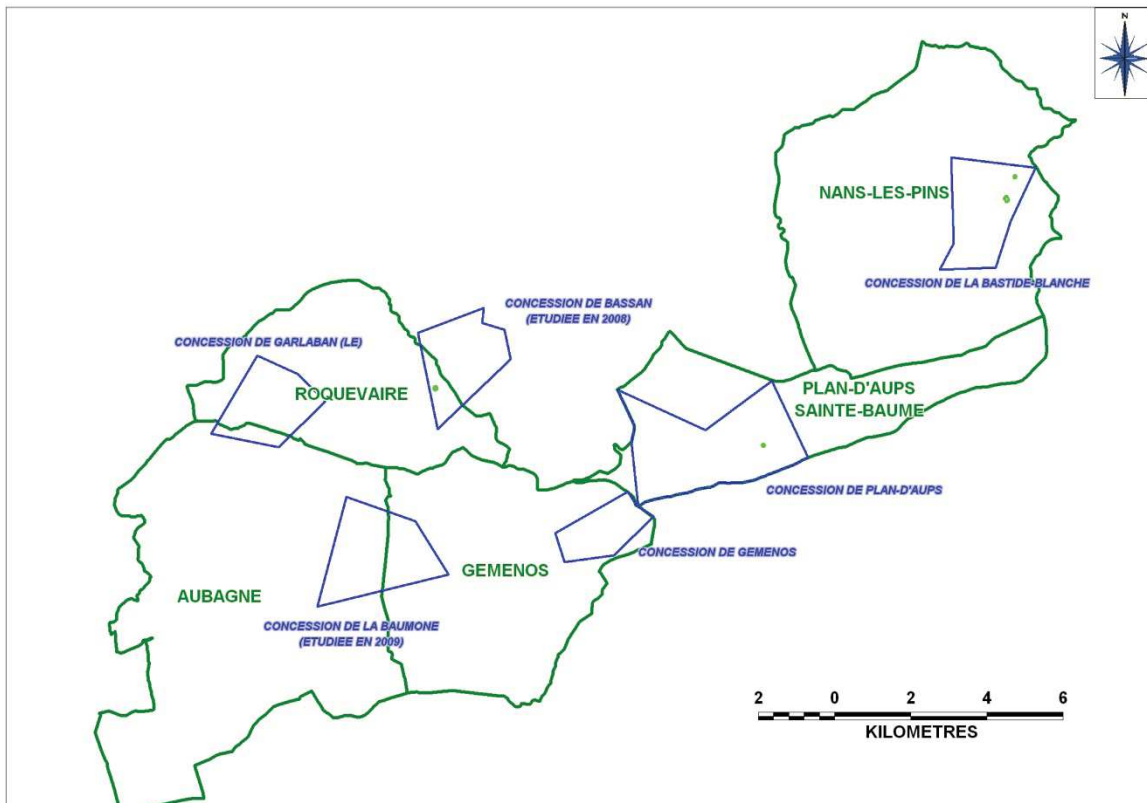 N
NANS-LES-PINS
CONCESSION DE LA BASTIDE BLANCHE
CONCESSION DE BASSAN
(ETUDIEE EN 2008)
CONCESSION DE GARLABAN (LE)
ROQUEVAIRE
PLAN-D'AUPS
SAINTE-BAUME
CONCESSION DE PLAN-D'AUPS
CONCESSION DE GEMENOS
GEMENOS
AUBAGNE
CONCESSION DE LA BAUMONE
(ETUDIEE EN 2009)
2 0 2 4 6
KILOMETRES